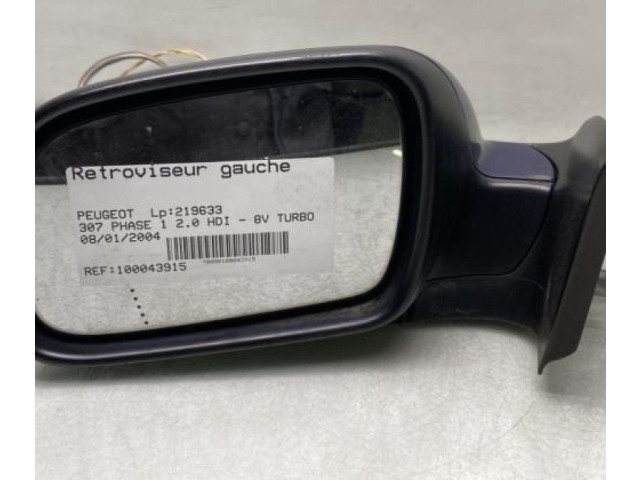 Retroviseur gauche
PEUGEOT Lp:219633
307 PHASE 1 2.0 HDI - 8V TURBO
08/01/2004
REF:100043915